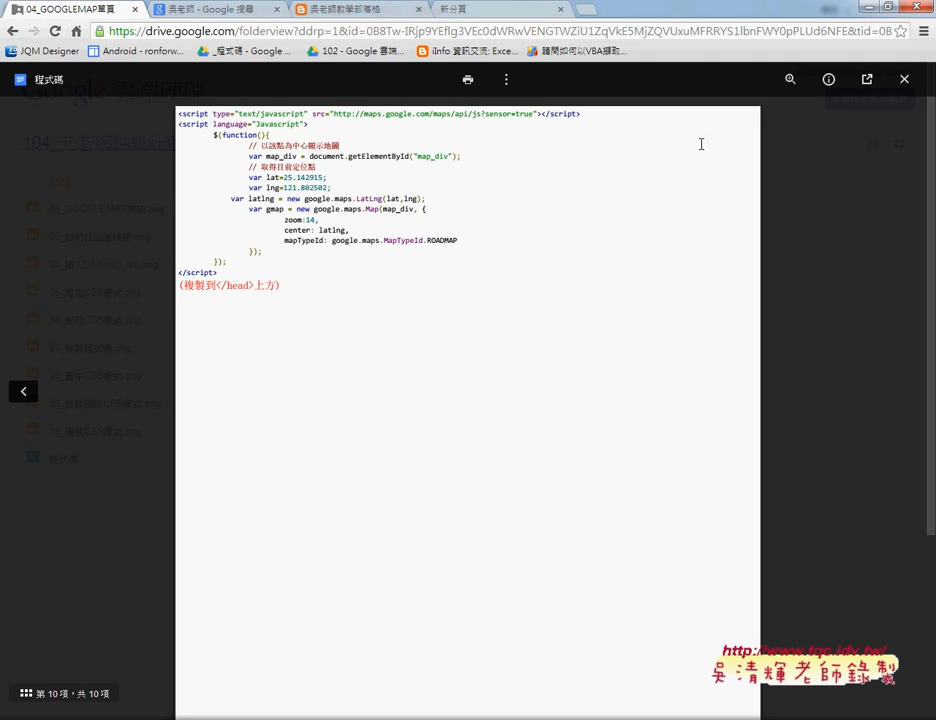 04_GOOGLEMAP單頁
吳老師 - Google 搜尋
吳老師教學部落格
新分頁
https://drive.google.com/folderview?ddrp=1&id=0B8Tw-IRjp9YEflg3VEc0dWRwVENGTWZiU1ZqVkE5MjZQVUxuMFRRYS1lbnFWY0pPLUd6NFE&tid=0B
JQM Designer
Android - ronforw...
_程式碼 - Google ...
102 - Google 雲端...
iInfo 資訊交流: Exce...
請問如何以VBA擷取...
程式碼
<script type="text/javascript" src="http://maps.google.com/maps/api/js?sensor=true"></script>
<script language="Javascript">
$(function(){
// 以該點為中心顯示地圖
var map_div = document.getElementById("map_div");
// 取得目前定位點
var lat=25.142915;
var lng=121.802502;
var latlng = new google.maps.LatLng(lat,lng);
var gmap = new google.maps.Map(map_div, {
zoom:14,
center: latlng,
mapTypeId: google.maps.MapTypeId.ROADMAP
});
});
</script>
(複製到</head>上方)
程式碼
第 10 項，共 10 項
http://www.tqc.idv.tw/
吳清輝老師錄製